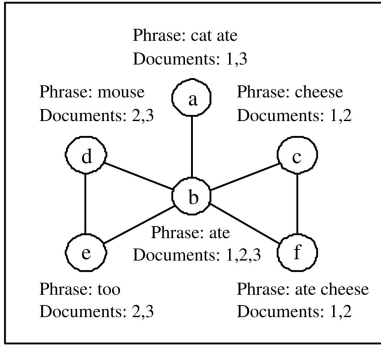 Phrase: cat ate
Documents: 1,3
a
Phrase: mouse
Documents: 2,3
Phrase: cheese
Documents: 1,2
d
c
b
e
Phrase: ate
Documents: 1,2,3
f
Phrase: too
Documents: 2,3
Phrase: ate cheese
Documents: 1,2